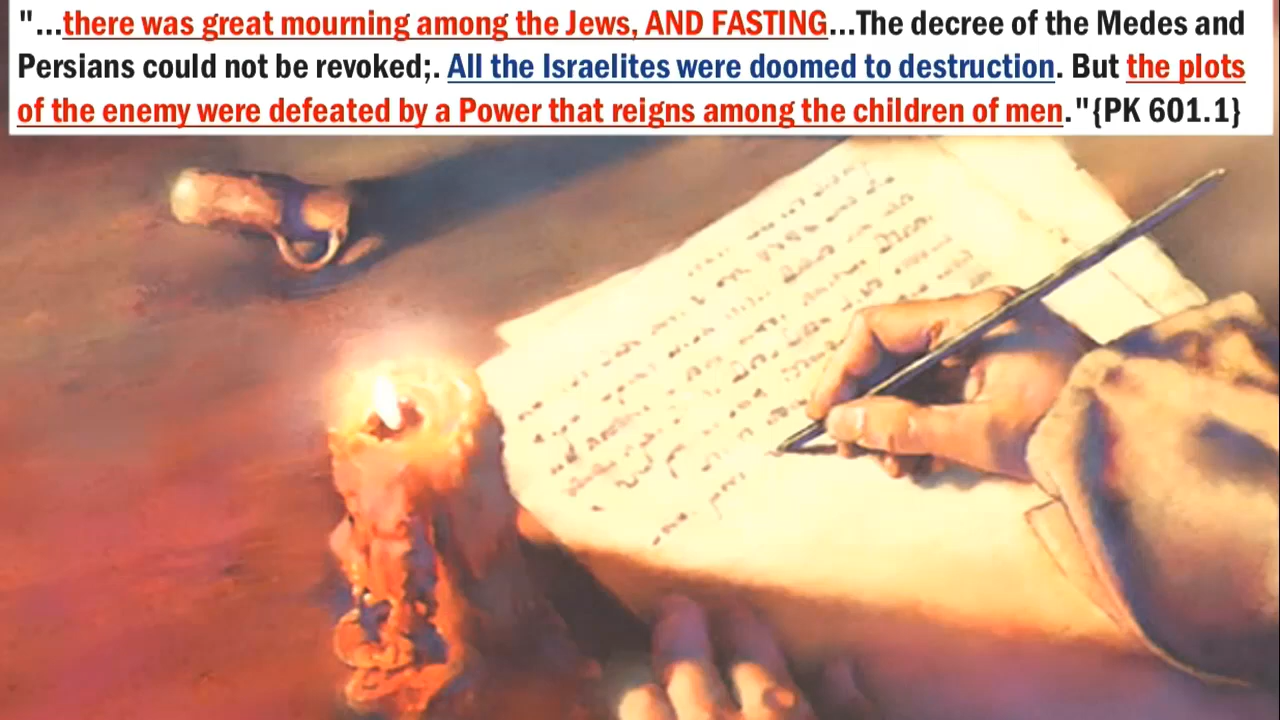 "...there was great mourning among the Jews, AND FASTING...The decree of the Medes and
Persians could not be revoked;. All the Israelites were doomed to destruction. But the plots
of the enemy were defeated by a Power that reigns among the children of men."{PK 601.1}